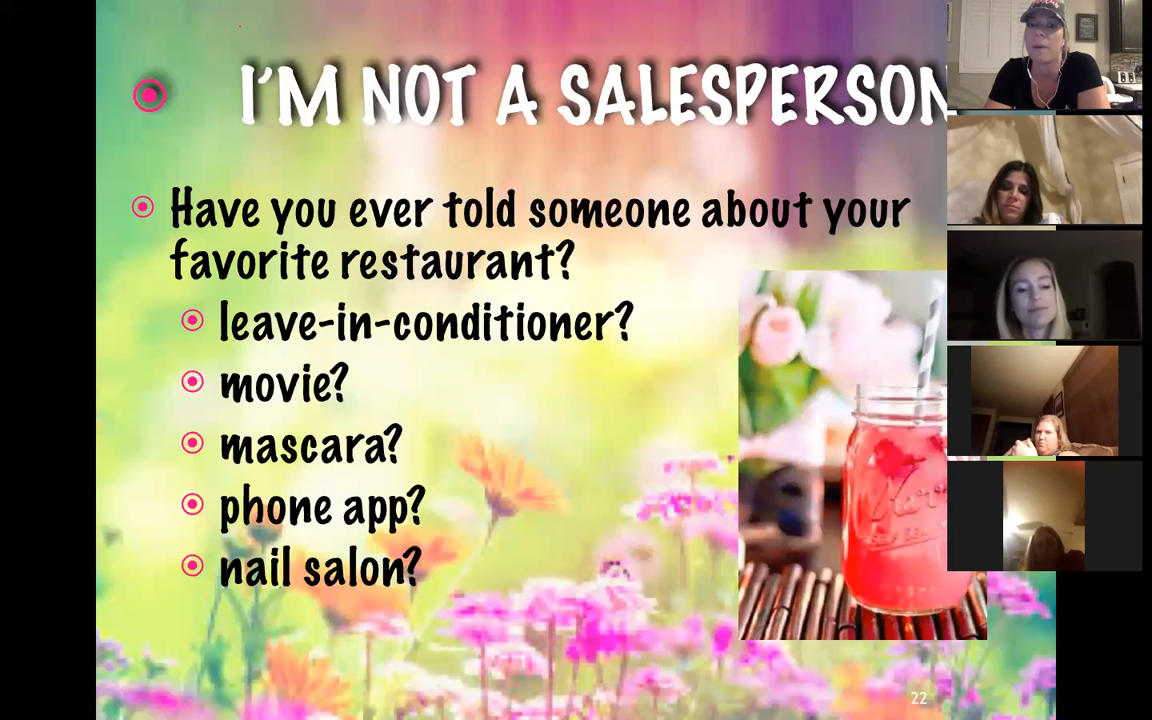 I'M NOT A SALESPERSON
Have you ever told someone about your
favorite restaurant?
leave-in-conditioner?
movie?
mascara?
phone app?
nail salon?
22